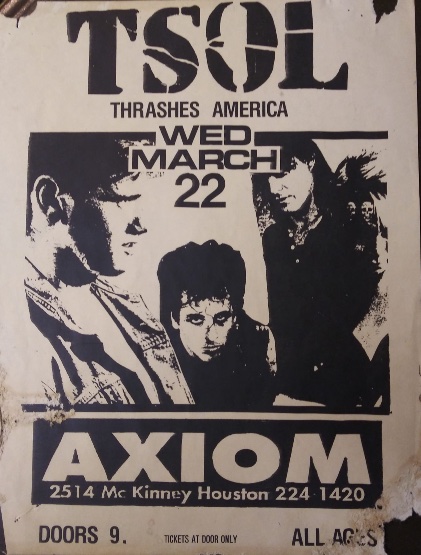 TSOL
THRASHES AMERICA
WED
MARCH
22
AXIOM
2514 Mc Kinney Houston 224 1420
DOORS 9. TICKETS AT DOOR ONLY ALL AGES